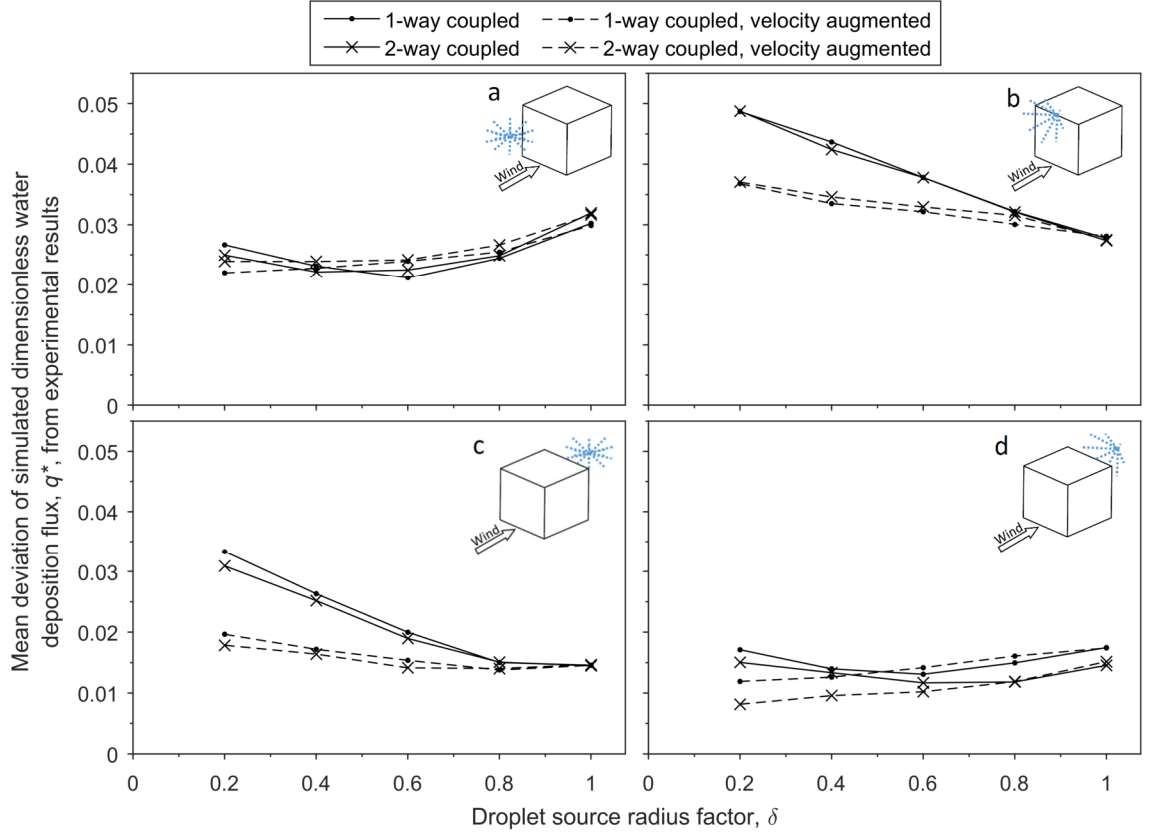 1-way coupled
1-way coupled, velocity augmented
2-way coupled
2-way coupled, velocity augmented
Mean deviation of simulated dimensionless water
deposition flux, q*, from experimental results
a
Wind
0.05
0.04
0.03
0.02
0.01
0
b
Wind
c
Wind
0.05
0.04
0.03
0.02
0.01
0
0
0.2
0.4
0.6
0.8
1
d
Wind
0
0.2
0.4
0.6
0.8
1
Droplet source radius factor, δ